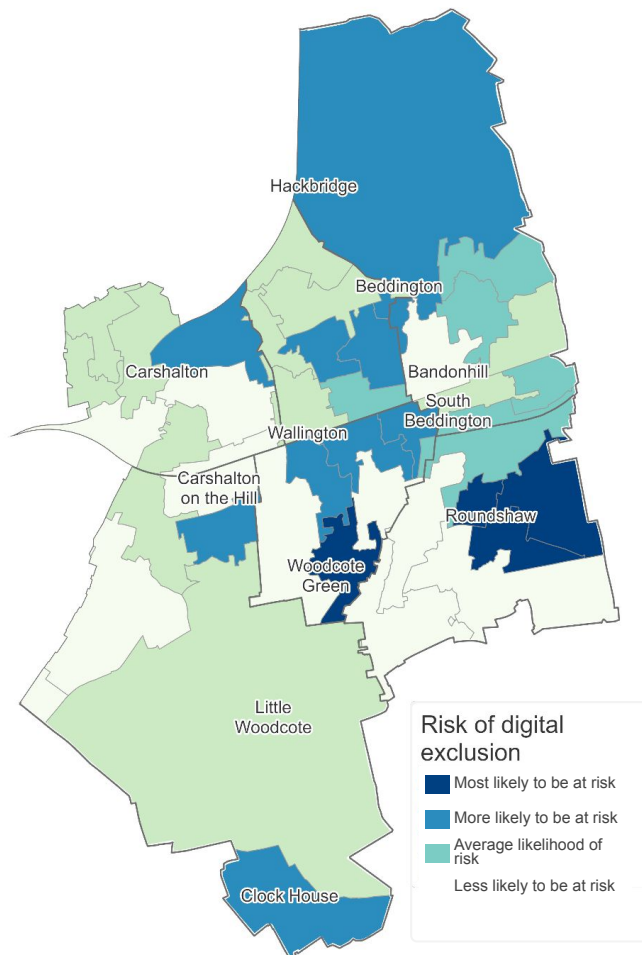 Hackbridge
Beddington
Carshalton
Bandonhill
South
Beddington
Wallington
Carshalton
on the Hill
Roundshaw
Woodcote
Green
Little
Woodcote
Clock House
Risk of digital
exclusion
Most likely to be at risk
More likely to be at risk
Average likelihood of
risk
Less likely to be at risk